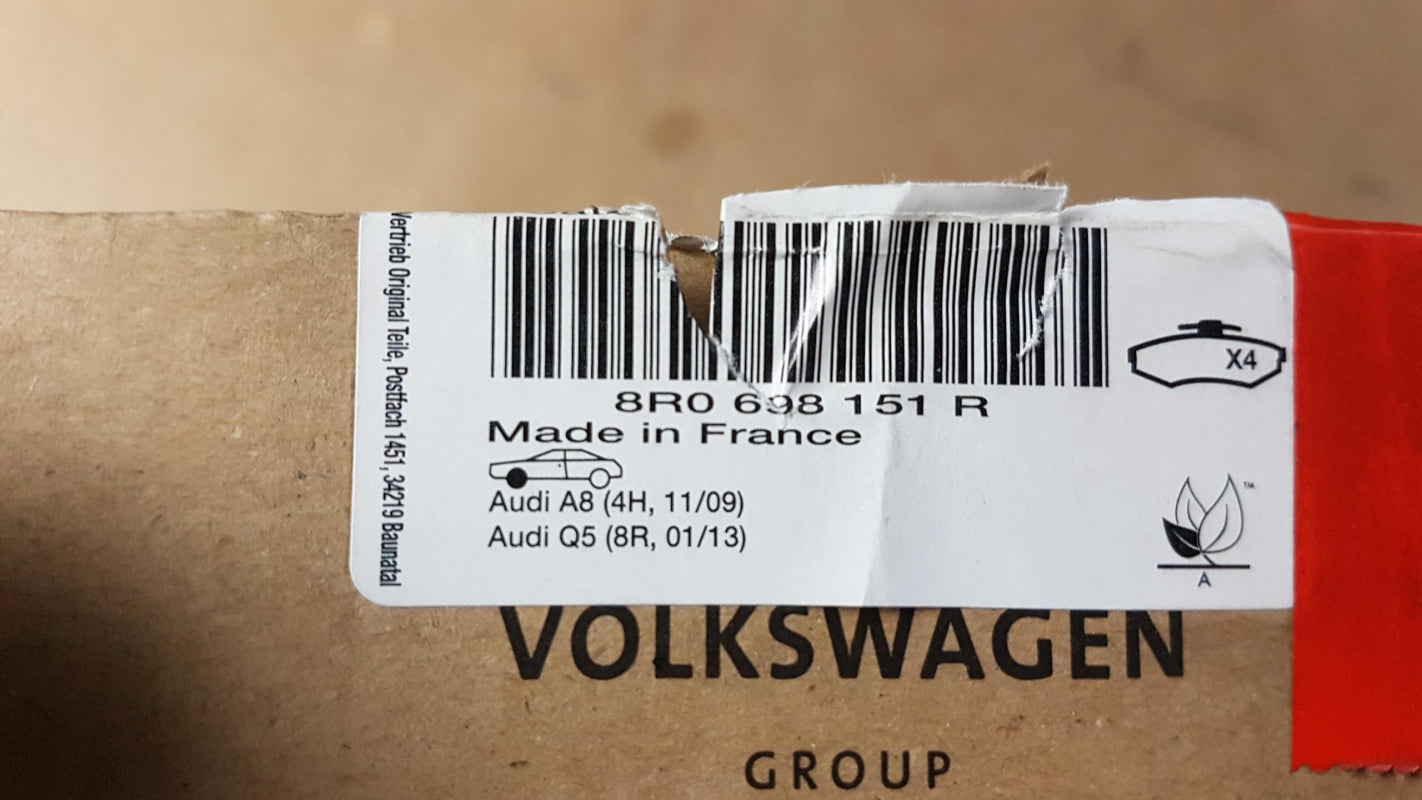 Vertrieb Original Teile, Postfach 1451, 34219 Baunatal
8R0 698 151 R
Made in France
X4
Audi A8 (4H, 11/09)
Audi Q5 (8R, 01/13)
™
A
VOLKSWAGEN
GROUP